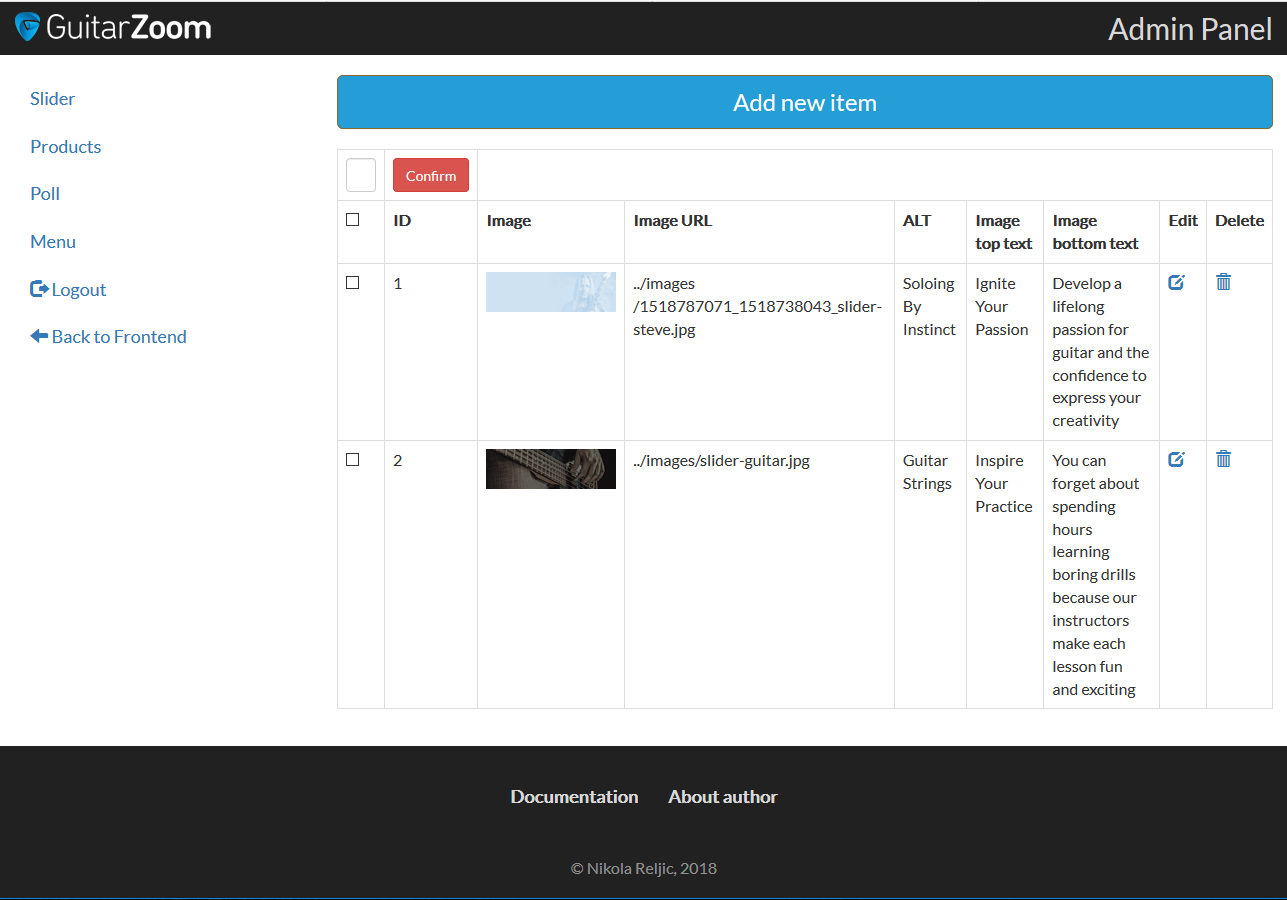 GuitarZoom
Admin Panel
Slider
Products
Poll
Menu
Logout
Back to Frontend
Add new item
Confirm
ID
Image
Image URL
ALT
Image
top text
Image
bottom text
Edit
Delete
1
../images
/1518787071_1518738043_slider-
steve.jpg
Soloing
By
Instinct
Ignite
Your
Passion
Develop a
lifelong
passion for
guitar and the
confidence to
express your
creativity
2
../images/slider-guitar.jpg
Guitar
Strings
Inspire
Your
Practice
You can
forget about
spending
hours
learning
boring drills
because our
instructors
make each
lesson fun
and exciting
Documentation
About author
© Nikola Reljic, 2018